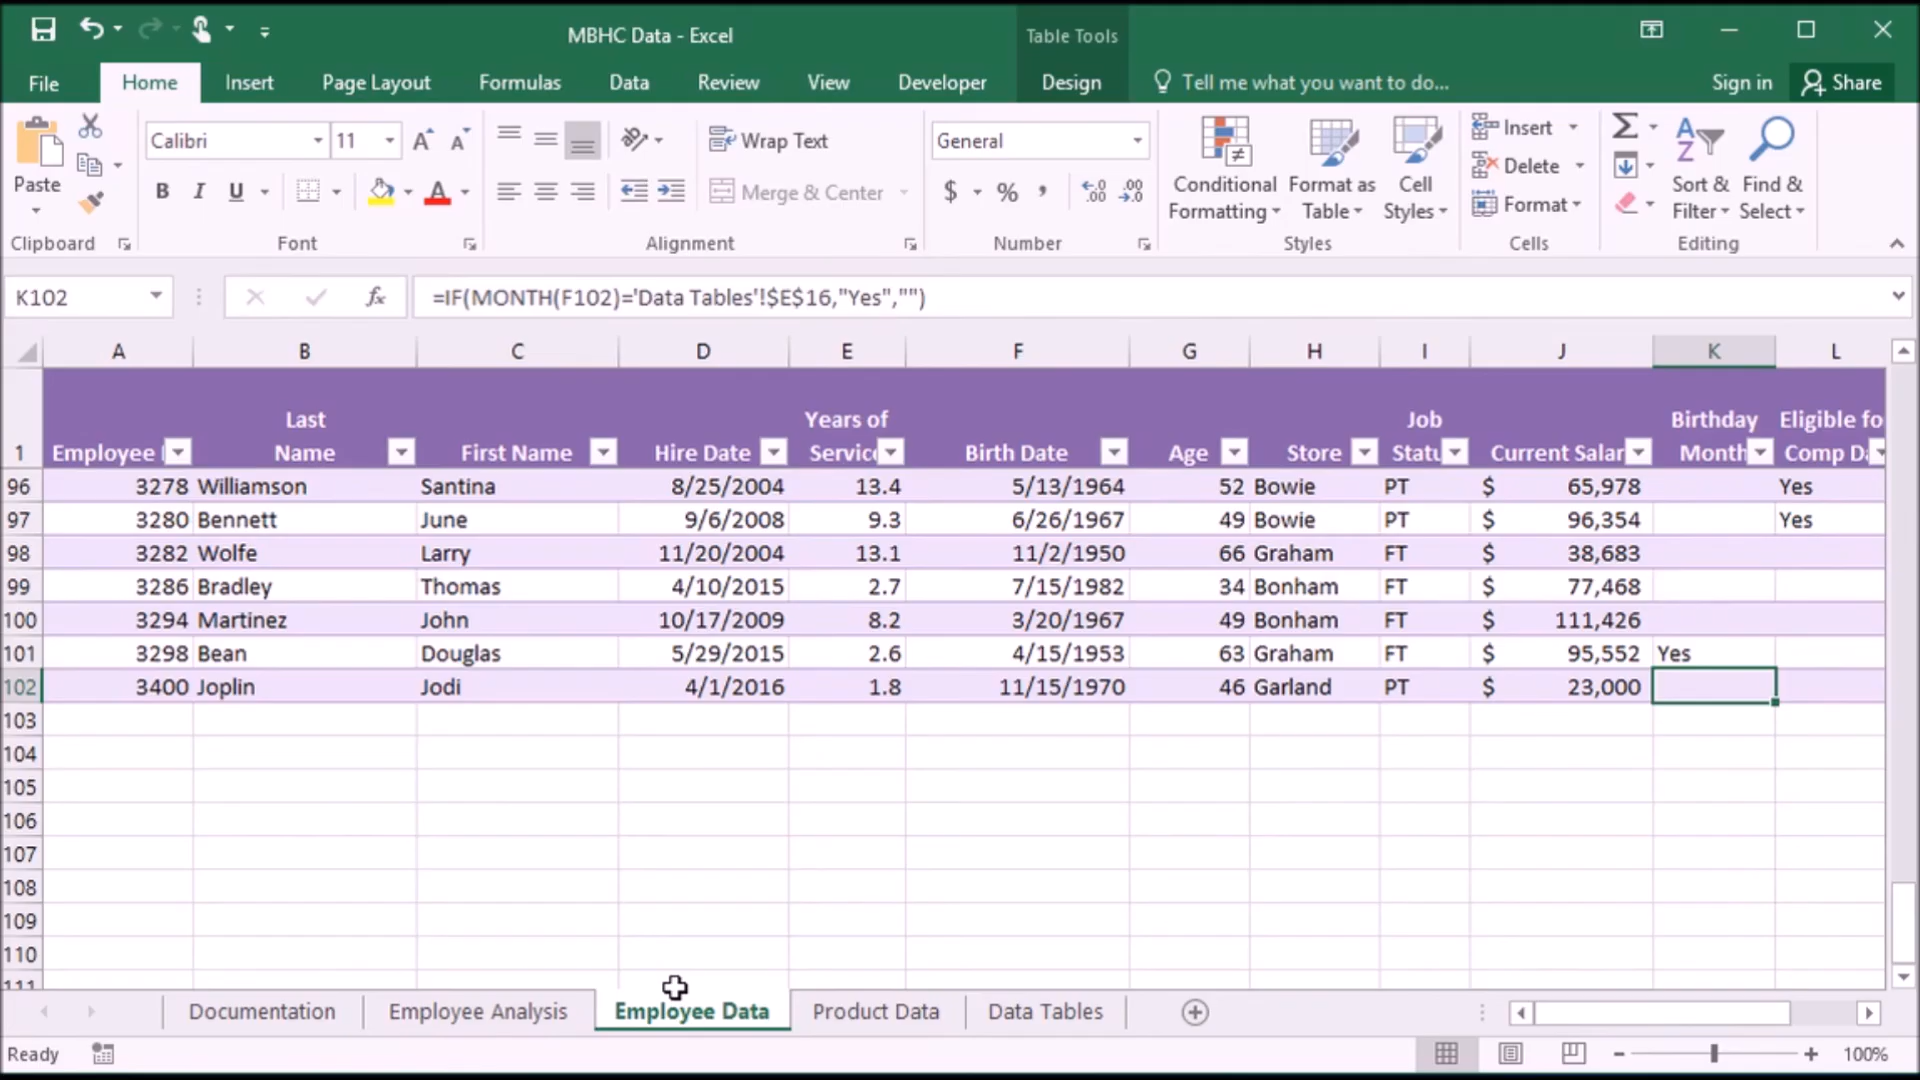 MBHC Data - Excel
Table Tools
File Home Insert Page Layout Formulas Data Review View Developer Design Tell me what you want to do... Sign in Share
Paste
Clipboard
Calibri 11
B I U A
Font
Wrap Text
Merge & Center
Alignment
General
$ % , .0 .00 .00 .0
Number
Conditional Formatting
Format as Table
Cell Styles
Styles
Insert
Delete
Format
Cells
Sort & Filter
Find & Select
Editing
K102 fx =IF(MONTH(F102)='Data Tables'!$E$16,"Yes","")
A B C D E F G H I J K L
Last Years of Job Birthday Eligible fo
1 Employee Name First Name Hire Date Service Birth Date Age Store Statu Current Salar Month Comp Da
96 3278 Williamson Santina 8/25/2004 13.4 5/13/1964 52 Bowie PT $ 65,978 Yes
97 3280 Bennett June 9/6/2008 9.3 6/26/1967 49 Bowie PT $ 96,354 Yes
98 3282 Wolfe Larry 11/20/2004 13.1 11/2/1950 66 Graham FT $ 38,683
99 3286 Bradley Thomas 4/10/2015 2.7 7/15/1982 34 Bonham FT $ 77,468
100 3294 Martinez John 10/17/2009 8.2 3/20/1967 49 Bonham FT $ 111,426
101 3298 Bean Douglas 5/29/2015 2.6 4/15/1953 63 Graham FT $ 95,552 Yes
102 3400 Joplin Jodi 4/1/2016 1.8 11/15/1970 46 Garland PT $ 23,000
103
104
105
106
107
108
109
110
111
Documentation Employee Analysis Employee Data Product Data Data Tables
Ready 100%